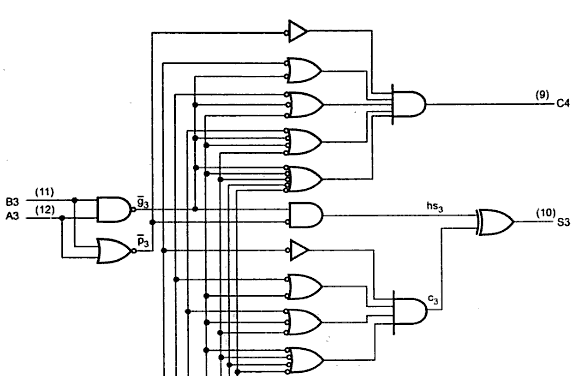 (9)
C4
B3
(11)
g̅₃
A3
(12)
hs₃
(10)
S3
p̅₃
c₃